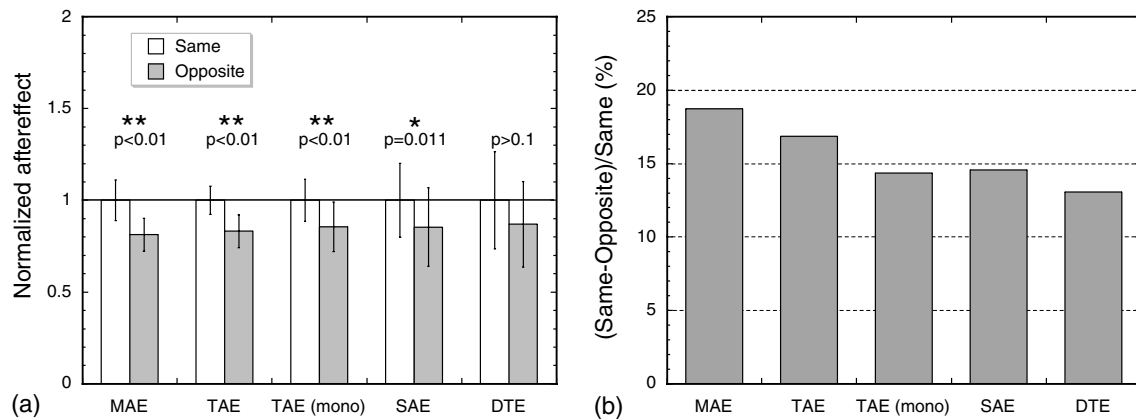 2
1.5
1
0.5
0
Normalized aftereffect
Same
Opposite
** ** ** *
p<0.01 p<0.01 p<0.01 p=0.011 p>0.1
MAE TAE TAE (mono) SAE DTE
(a)
25
20
15
10
5
0
(Same-Opposite)/Same (%)
MAE TAE TAE (mono) SAE DTE
(b)